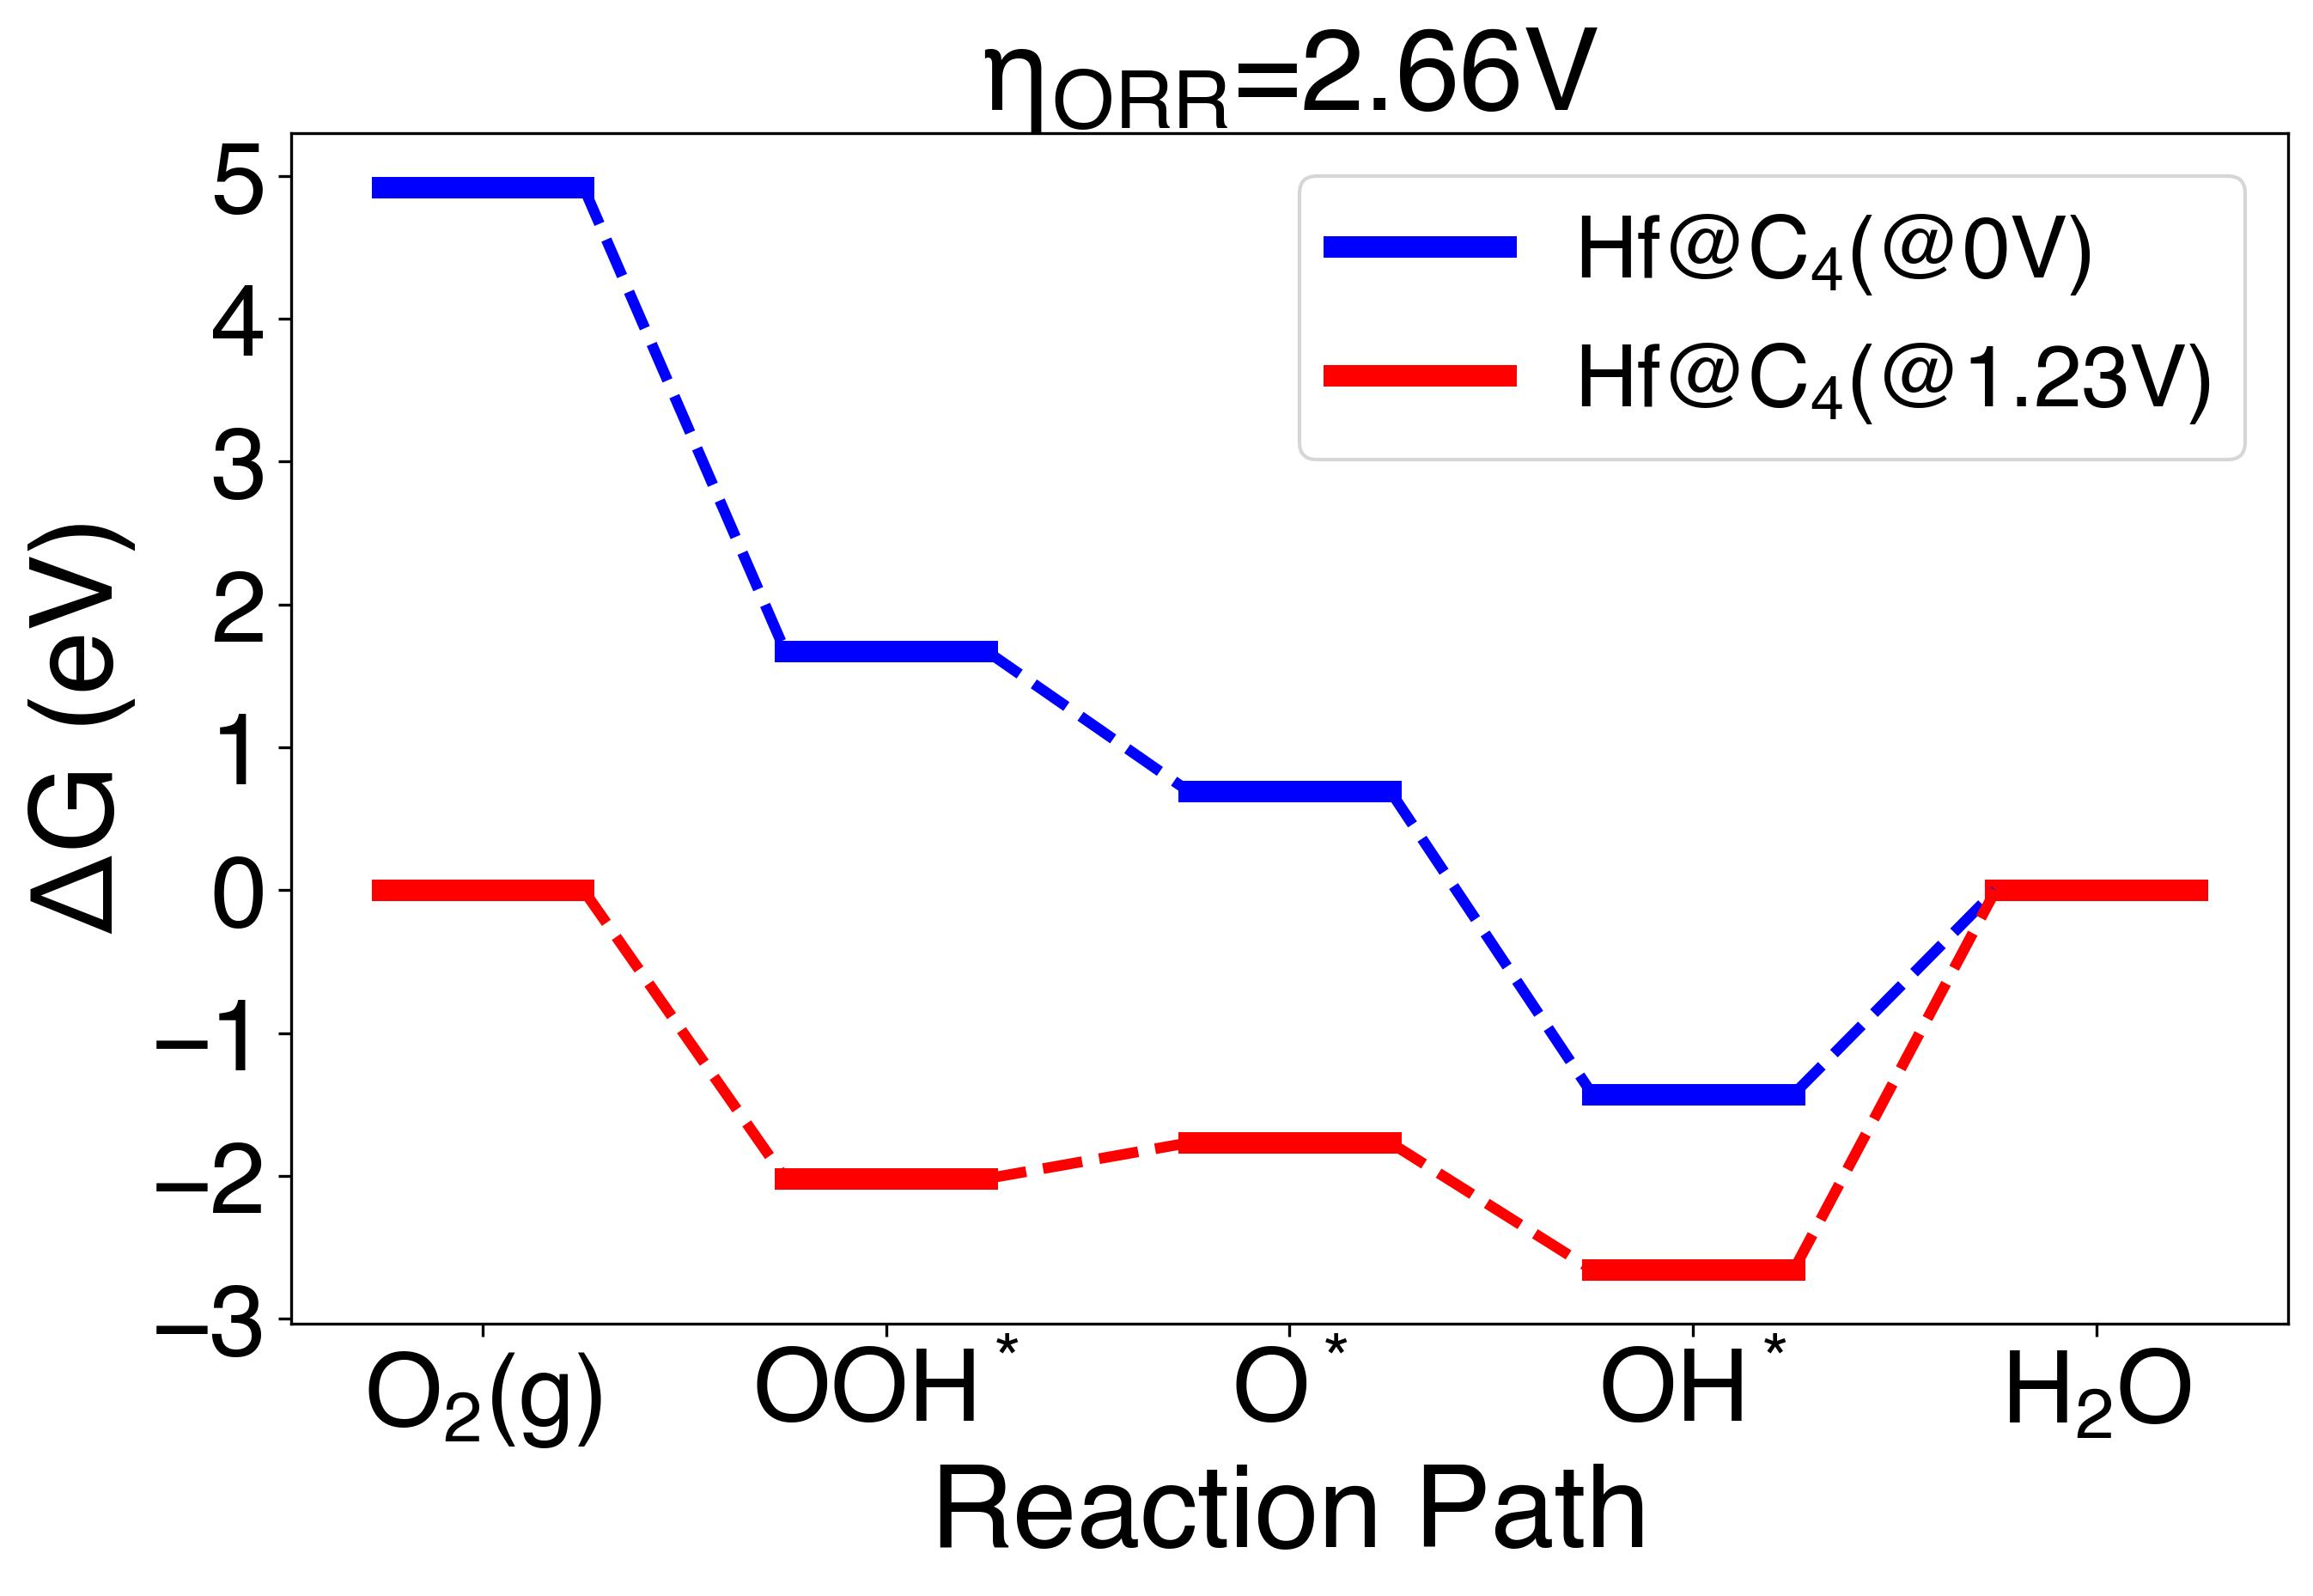 η_ORR=2.66V
5
4
3
2
1
0
−1
−2
−3
ΔG (eV)
Hf@C₄(@0V)
Hf@C₄(@1.23V)
O₂(g) OOH* O* OH* H₂O
Reaction Path